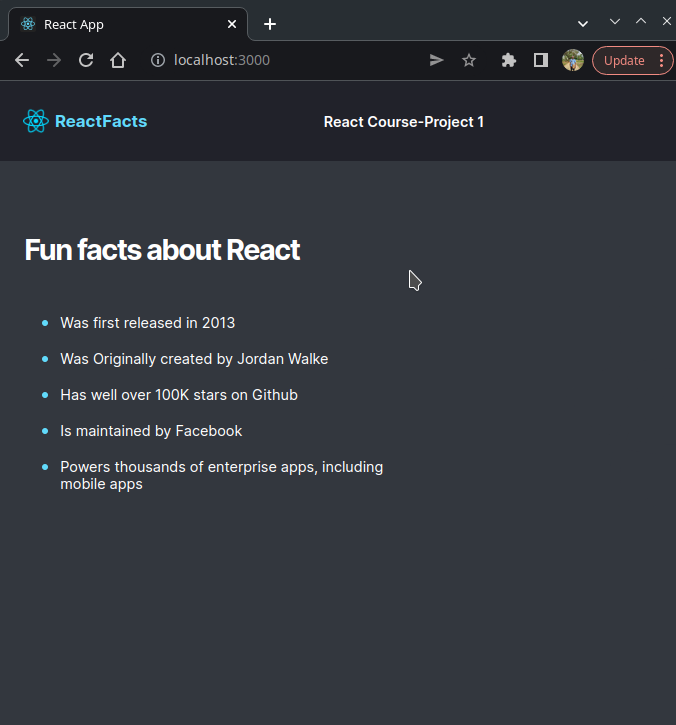 React App
localhost:3000
Update
ReactFacts
React Course-Project 1
Fun facts about React
Was first released in 2013
Was Originally created by Jordan Walke
Has well over 100K stars on Github
Is maintained by Facebook
Powers thousands of enterprise apps, including
mobile apps